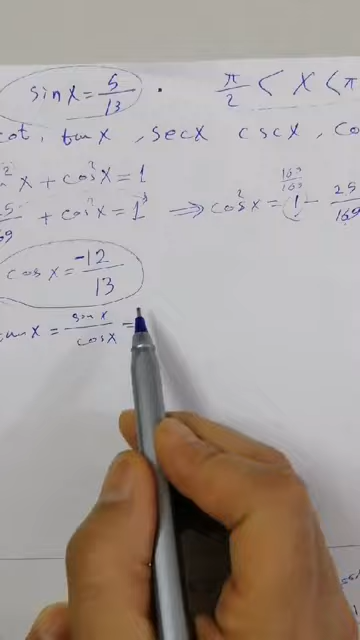 sin x = 5/13 . π/2 < x < π
cot, tan x, sec x csc x, co
x + cos²x = 1
+ cos²x = 1 ⇒ cos²x = 1 - 25/169
169/169
cos x = -12/13
x = sin x / cos x =